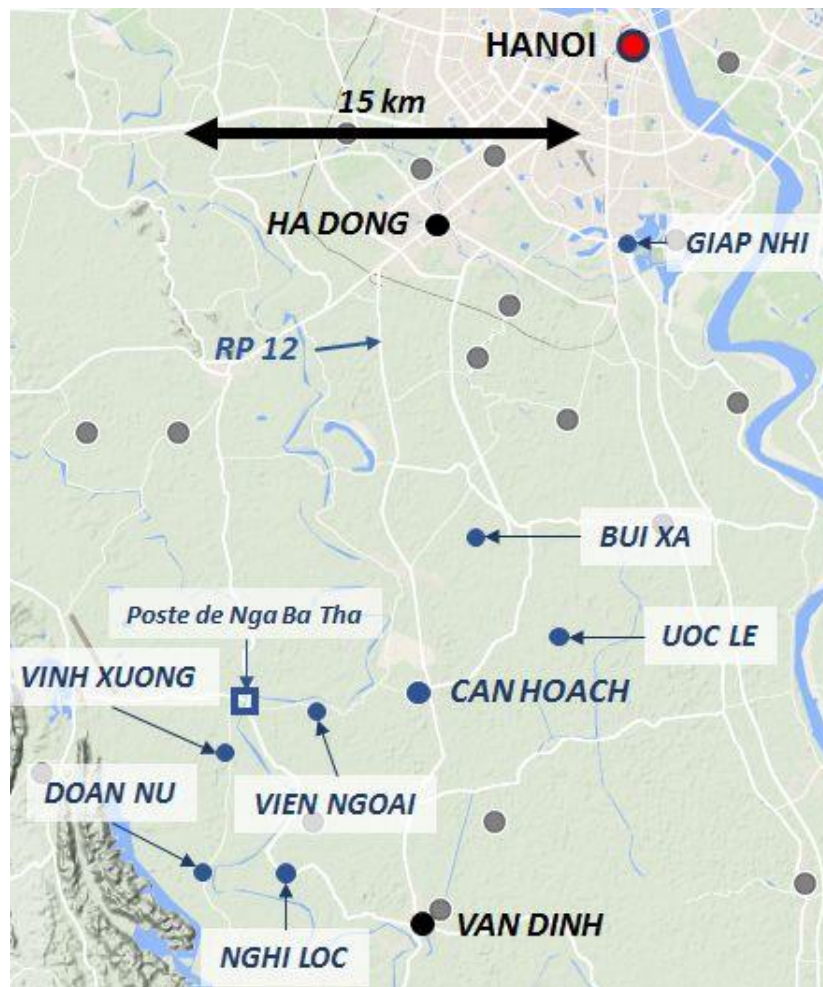 HANOI
15 km
HA DONG
GIAP NHI
RP 12
BUI XA
Poste de Nga Ba Tha
UOC LE
VINH XUONG
CAN HOACH
DOAN NU
VIEN NGOAI
VAN DINH
NGHI LOC